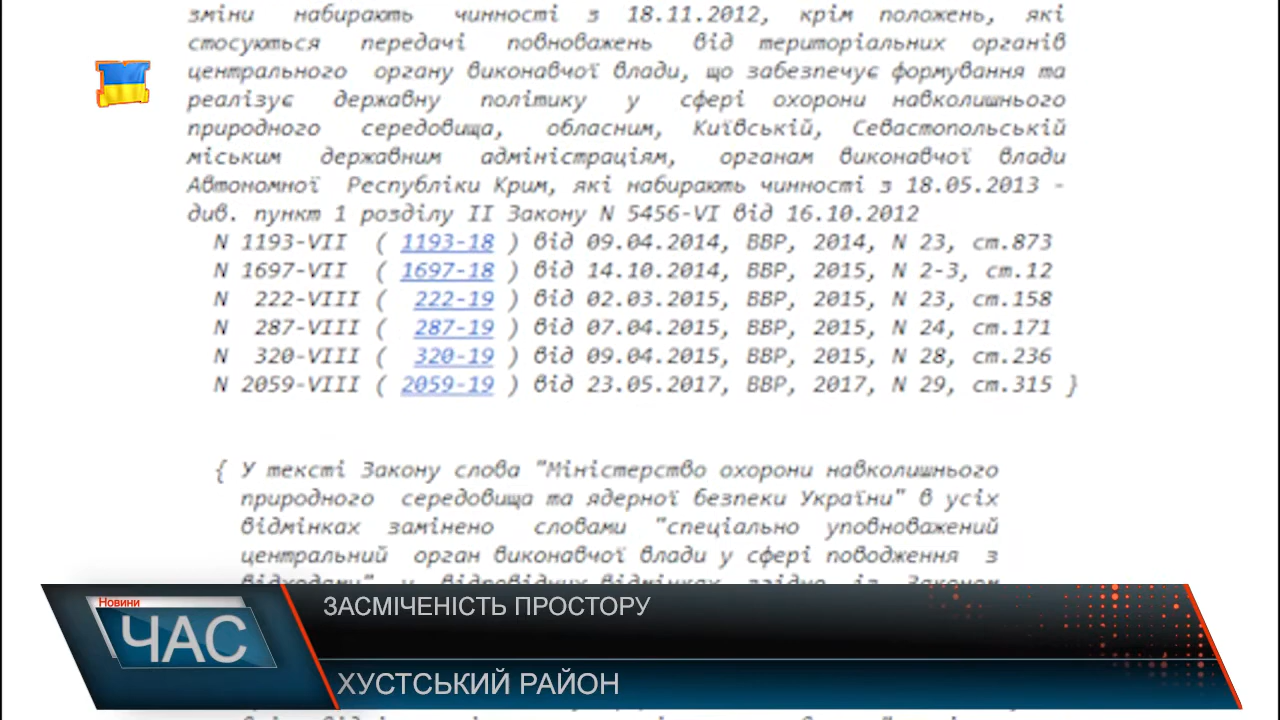 зміни набирають чинності з 18.11.2012, крім положень, які
стосуються передачі повноважень від територіальних органів
центрального органу виконавчої влади, що забезпечує формування та
реалізує державну політику у сфері охорони навколишнього
природного середовища, обласним, Київській, Севастопольській
міським державним адміністраціям, органам виконавчої влади
Автономної Республіки Крим, які набирають чинності з 18.05.2013 -
див. пункт 1 розділу II Закону N 5456-VI від 16.10.2012
N 1193-VII ( 1193-18 ) від 09.04.2014, ВВР, 2014, N 23, ст.873
N 1697-VII ( 1697-18 ) від 14.10.2014, ВВР, 2015, N 2-3, ст.12
N 222-VIII ( 222-19 ) від 02.03.2015, ВВР, 2015, N 23, ст.158
N 287-VIII ( 287-19 ) від 07.04.2015, ВВР, 2015, N 24, ст.171
N 320-VIII ( 320-19 ) від 09.04.2015, ВВР, 2015, N 28, ст.236
N 2059-VIII ( 2059-19 ) від 23.05.2017, ВВР, 2017, N 29, ст.315 }
{ У тексті Закону слова "Міністерство охорони навколишнього
природного середовища та ядерної безпеки України" в усіх
відмінках замінено словами "спеціально уповноважений
центральний орган виконавчої влади у сфері поводження з
відходами" у відповідних відмінках згідно із Законом
Новини
ЧАС
ЗАСМІЧЕНІСТЬ ПРОСТОРУ
ХУСТСЬКИЙ РАЙОН